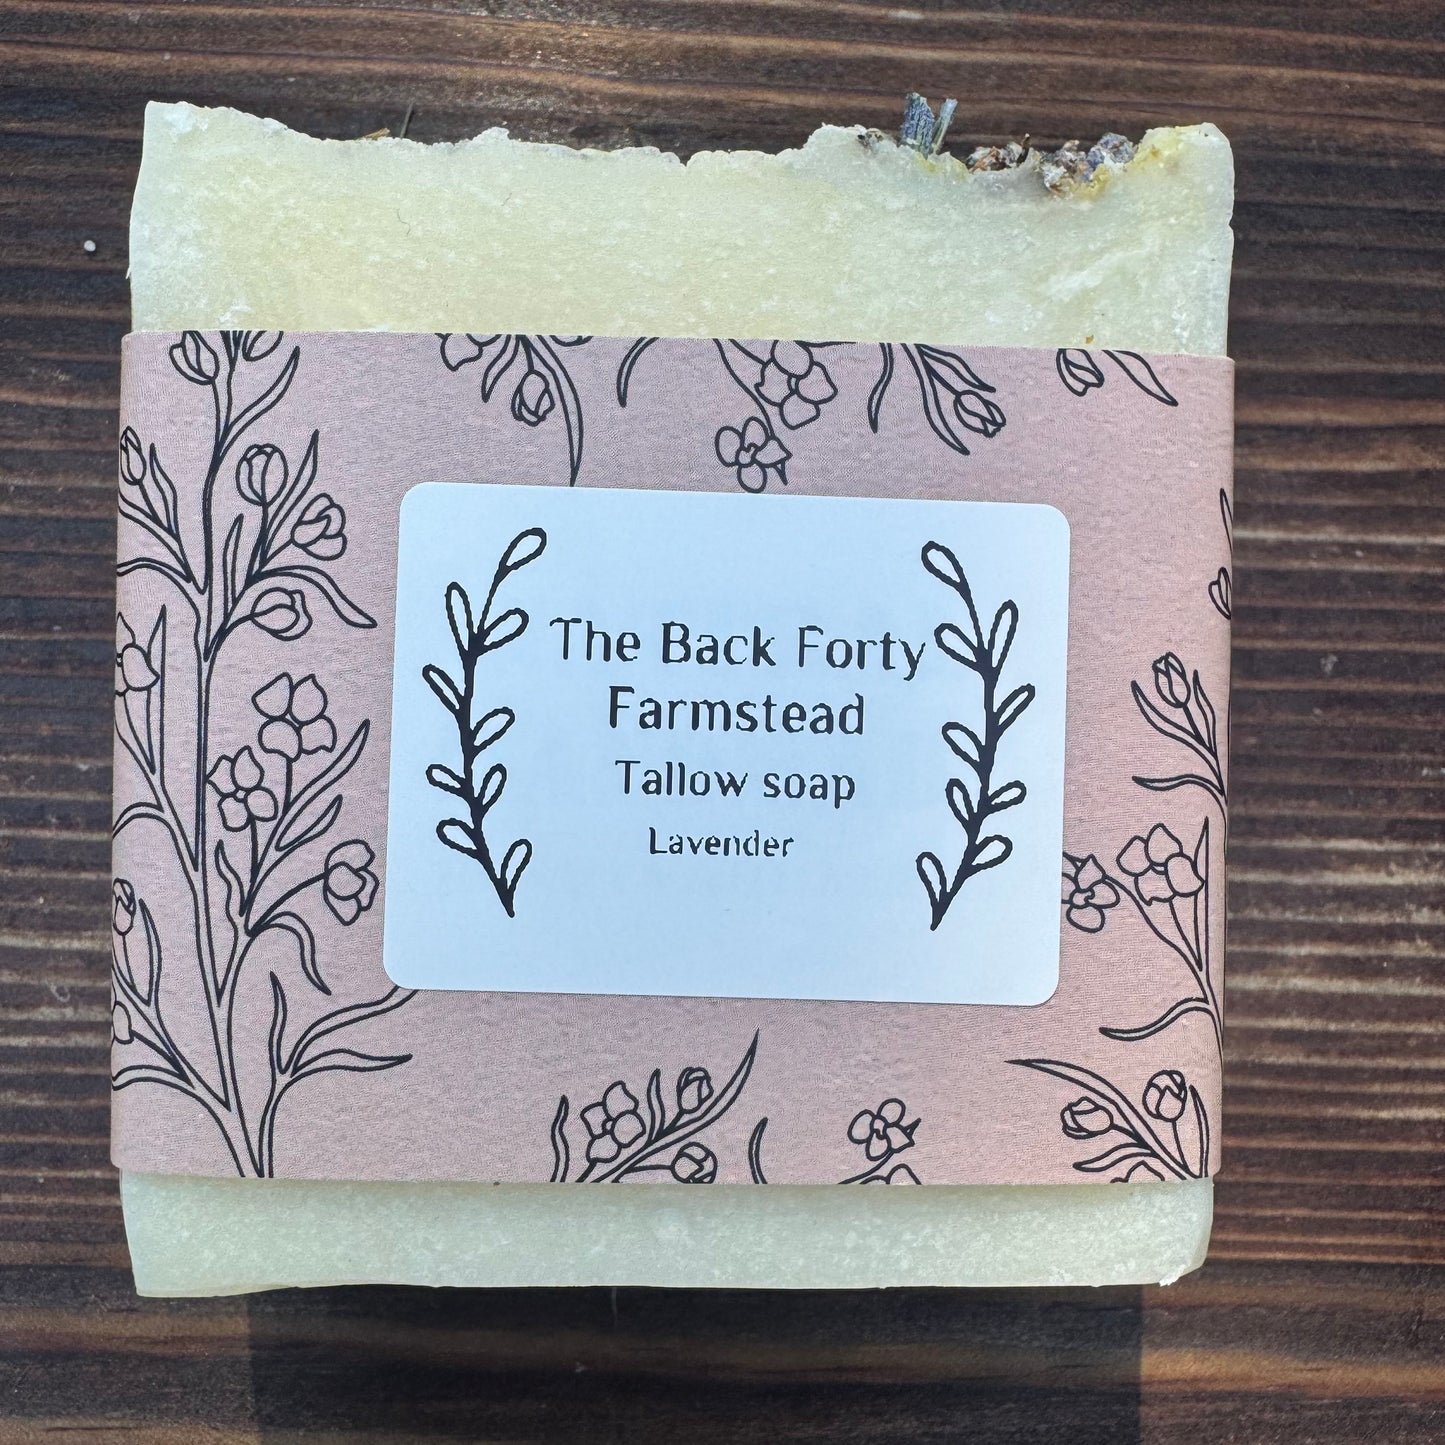 The Back Forty
Farmstead
Tallow soap
Lavender